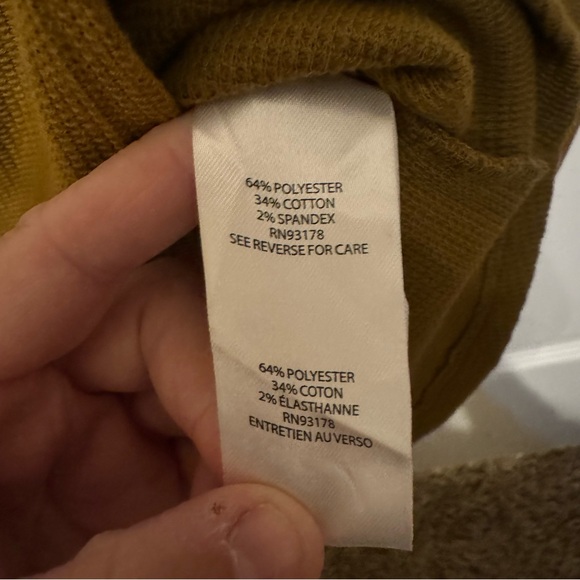 64% POLYESTER
34% COTTON
2% SPANDEX
RN93178
SEE REVERSE FOR CARE
64% POLYESTER
34% COTON
2% ÉLASTHANNE
RN93178
ENTRETIEN AU VERSO